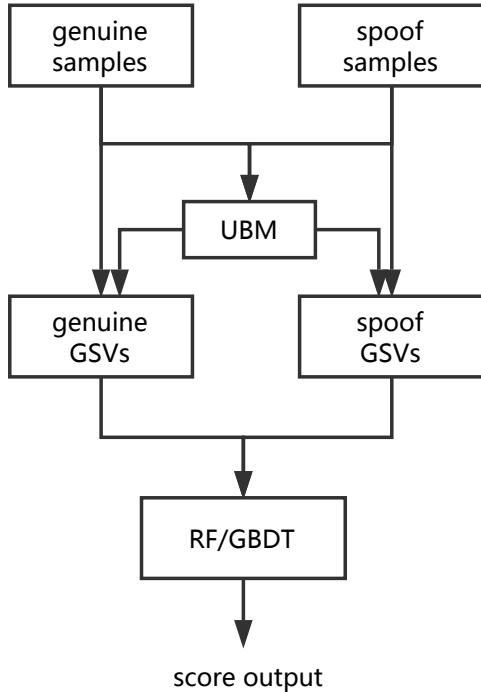 genuine
samples
spoof
samples
UBM
genuine
GSVs
spoof
GSVs
RF/GBDT
score output